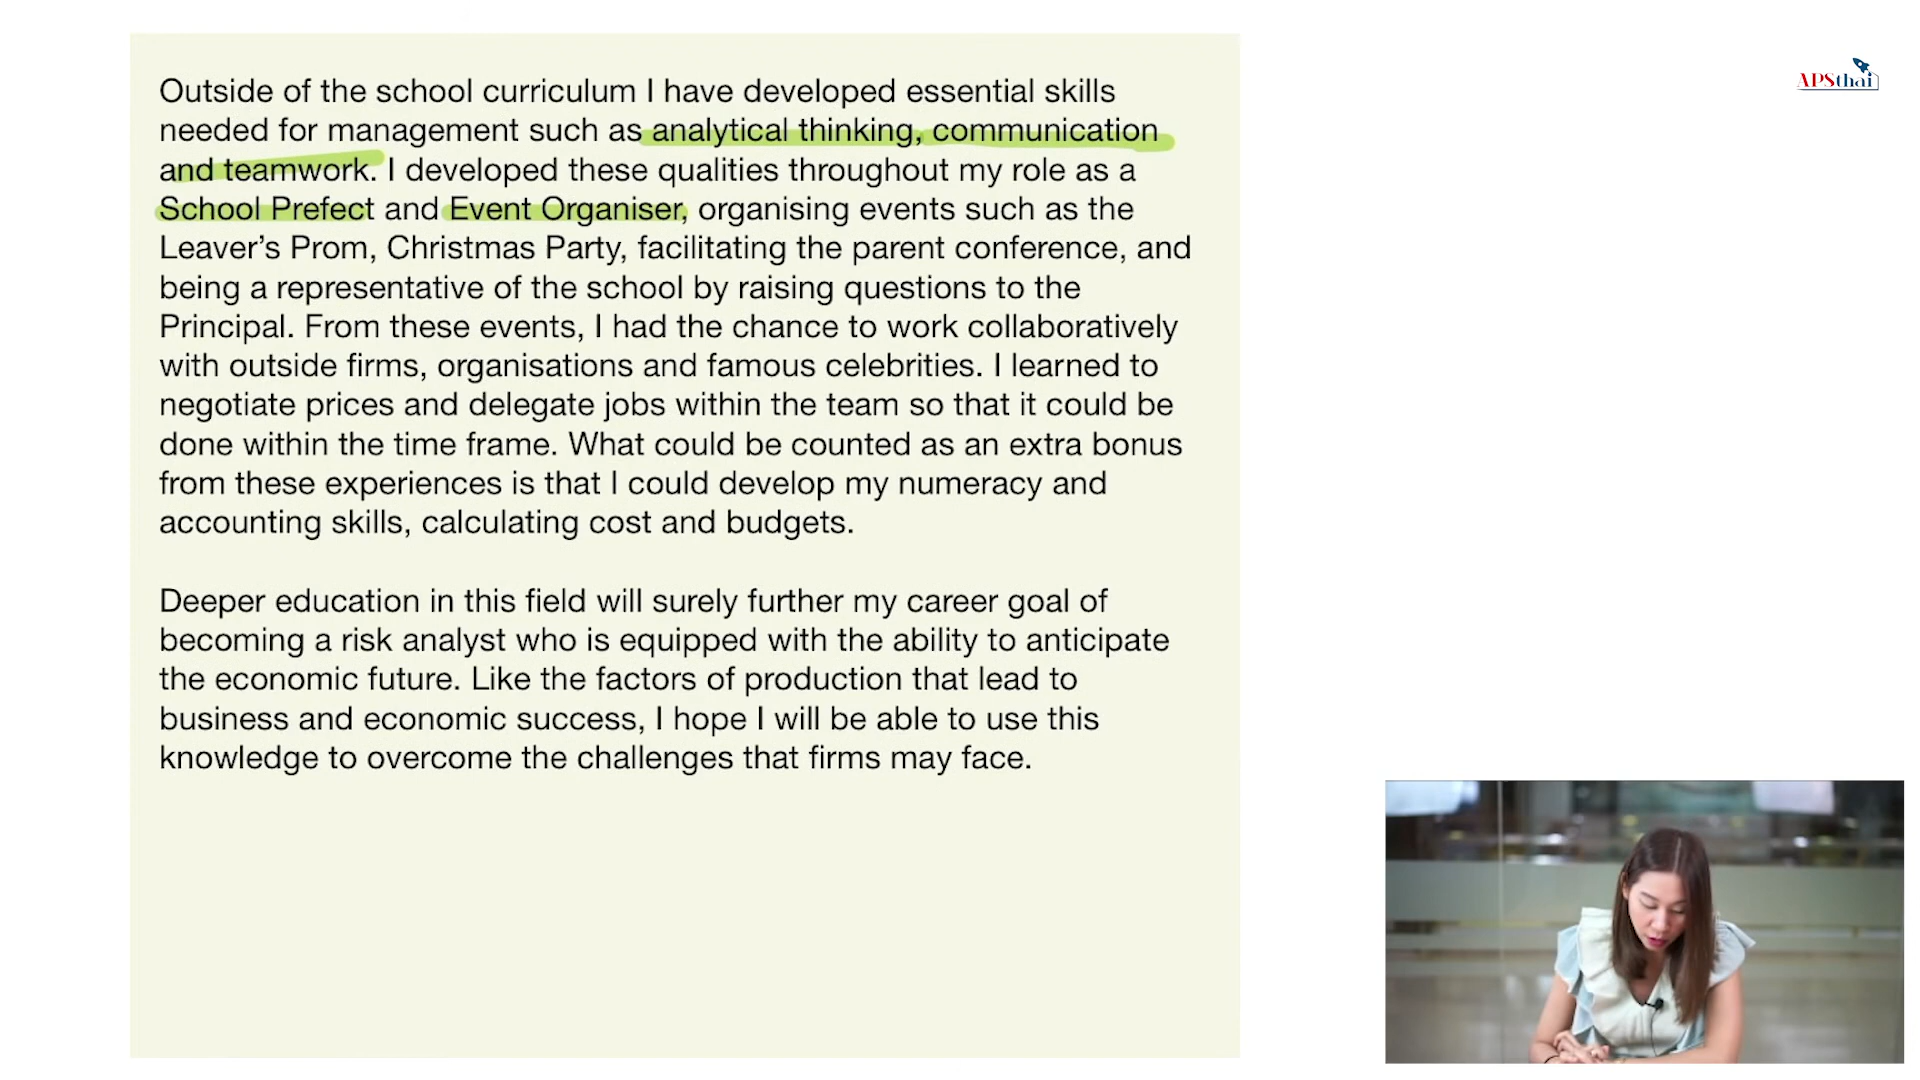 Outside of the school curriculum I have developed essential skills
needed for management such as analytical thinking, communication
and teamwork. I developed these qualities throughout my role as a
School Prefect and Event Organiser, organising events such as the
Leaver’s Prom, Christmas Party, facilitating the parent conference, and
being a representative of the school by raising questions to the
Principal. From these events, I had the chance to work collaboratively
with outside firms, organisations and famous celebrities. I learned to
negotiate prices and delegate jobs within the team so that it could be
done within the time frame. What could be counted as an extra bonus
from these experiences is that I could develop my numeracy and
accounting skills, calculating cost and budgets.
Deeper education in this field will surely further my career goal of
becoming a risk analyst who is equipped with the ability to anticipate
the economic future. Like the factors of production that lead to
business and economic success, I hope I will be able to use this
knowledge to overcome the challenges that firms may face.
APSthai